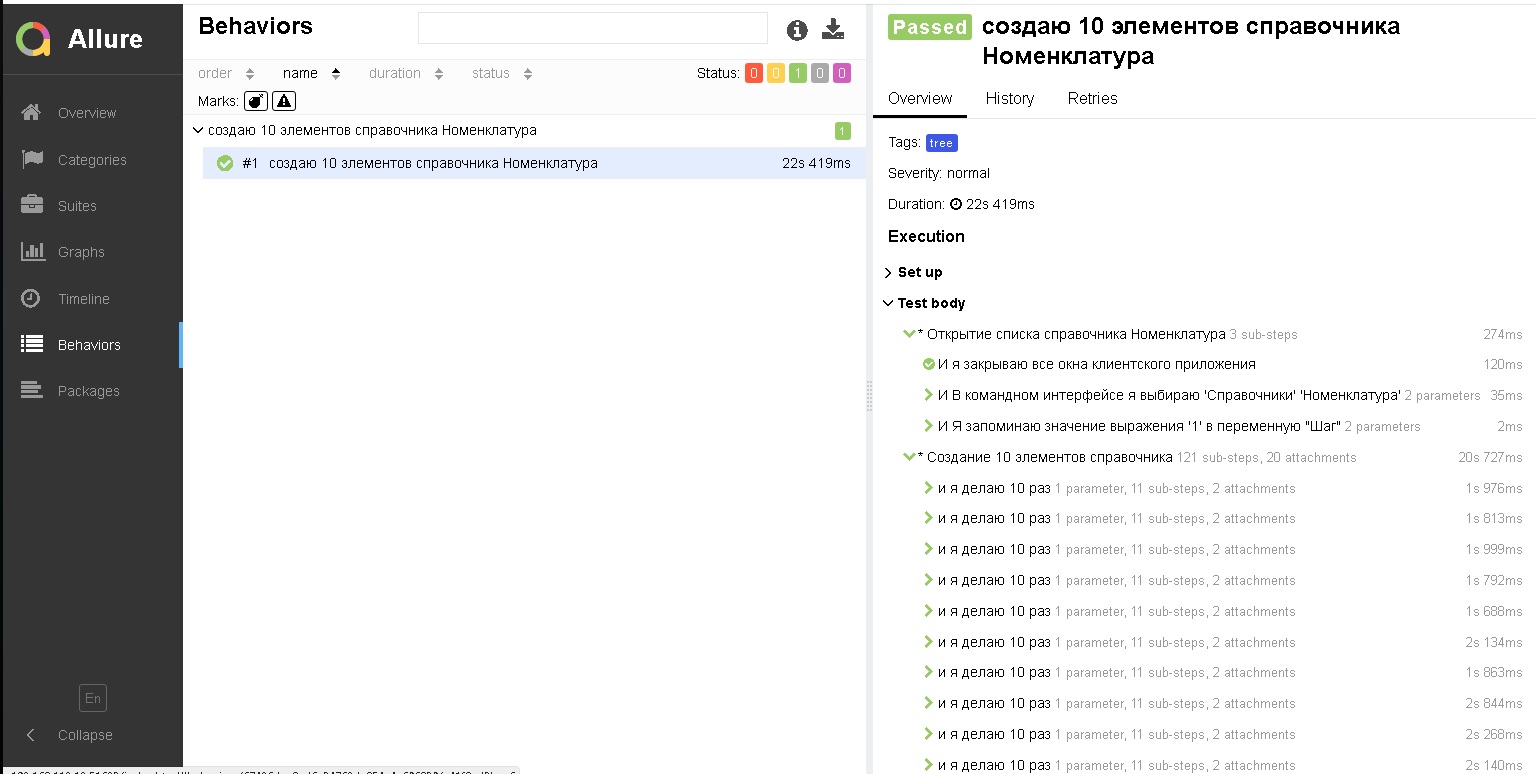 Allure
Overview
Categories
Suites
Graphs
Timeline
Behaviors
Packages
En
Collapse
Behaviors
order name duration status Status: 0 0 1 0 0
Marks:
создаю 10 элементов справочника Номенклатура 1
#1 создаю 10 элементов справочника Номенклатура 22s 419ms
Passed создаю 10 элементов справочника
Номенклатура
Overview History Retries
Tags: tree
Severity: normal
Duration: 22s 419ms
Execution
Set up
Test body
* Открытие списка справочника Номенклатура 3 sub-steps 274ms
И я закрываю все окна клиентского приложения 120ms
И В командном интерфейсе я выбираю 'Справочники' 'Номенклатура' 2 parameters 35ms
И Я запоминаю значение выражения '1' в переменную "Шаг" 2 parameters 2ms
* Создание 10 элементов справочника 121 sub-steps, 20 attachments 20s 727ms
и я делаю 10 раз 1 parameter, 11 sub-steps, 2 attachments 1s 976ms
и я делаю 10 раз 1 parameter, 11 sub-steps, 2 attachments 1s 813ms
и я делаю 10 раз 1 parameter, 11 sub-steps, 2 attachments 1s 999ms
и я делаю 10 раз 1 parameter, 11 sub-steps, 2 attachments 1s 792ms
и я делаю 10 раз 1 parameter, 11 sub-steps, 2 attachments 1s 688ms
и я делаю 10 раз 1 parameter, 11 sub-steps, 2 attachments 2s 134ms
и я делаю 10 раз 1 parameter, 11 sub-steps, 2 attachments 1s 863ms
и я делаю 10 раз 1 parameter, 11 sub-steps, 2 attachments 2s 844ms
и я делаю 10 раз 1 parameter, 11 sub-steps, 2 attachments 2s 268ms
и я делаю 10 раз 1 parameter, 11 sub-steps, 2 attachments 2s 140ms